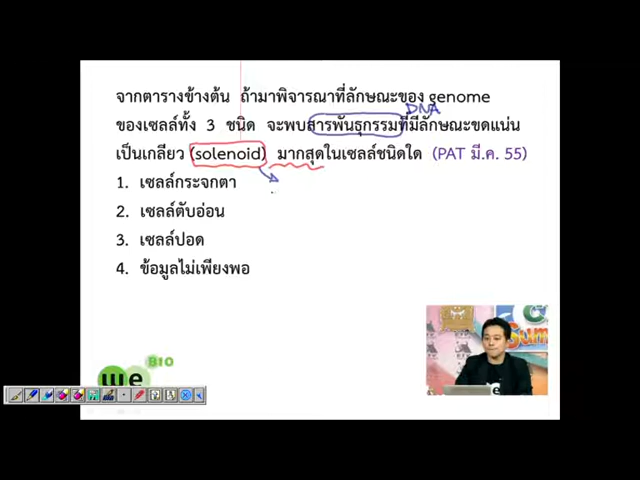 จากตารางข้างต้น ถ้ามาพิจารณาที่ลักษณะของ genome
DNA
ของเซลล์ทั้ง 3 ชนิด จะพบสารพันธุกรรมที่มีลักษณะขดแน่น
เป็นเกลียว (solenoid) มากสุดในเซลล์ชนิดใด (PAT มี.ค. 55)
1. เซลล์กระจกตา
2. เซลล์ตับอ่อน
3. เซลล์ปอด
4. ข้อมูลไม่เพียงพอ
we BIO